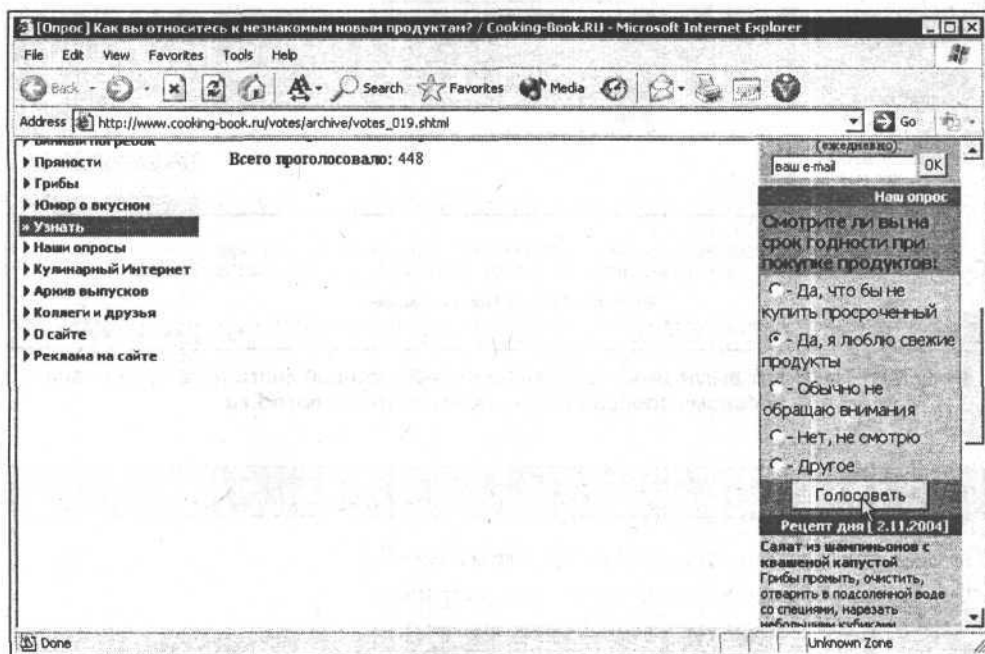 [Опрос] Как вы относитесь к незнакомым новым продуктам? / Cooking-Book.RU - Microsoft Internet Explorer
File Edit View Favorites Tools Help
Back Search Favorites Media
Address http://www.cooking-book.ru/votes/archive/votes_019.shtml Go
Винный погребок
Пряности
Грибы
Юмор о вкусном
» Узнать
Наши опросы
Кулинарный Интернет
Архив выпусков
Коллеги и друзья
О сайте
Реклама на сайте
Всего проголосовало: 448
(ежедневно):
ваш e-mail OK
Наш опрос
Смотрите ли вы на
срок годности при
покупке продуктов:
- Да, что бы не
купить просроченный
- Да, я люблю свежие
продукты
- Обычно не
обращаю внимания
- Нет, не смотрю
- Другое
Голосовать
Рецепт дня [ 2.11.2004]
Салат из шампиньонов с
квашеной капустой
Грибы промыть, очистить,
отварить в подсоленной воде
со специями, нарезать
небольшими кубиками
Done Unknown Zone